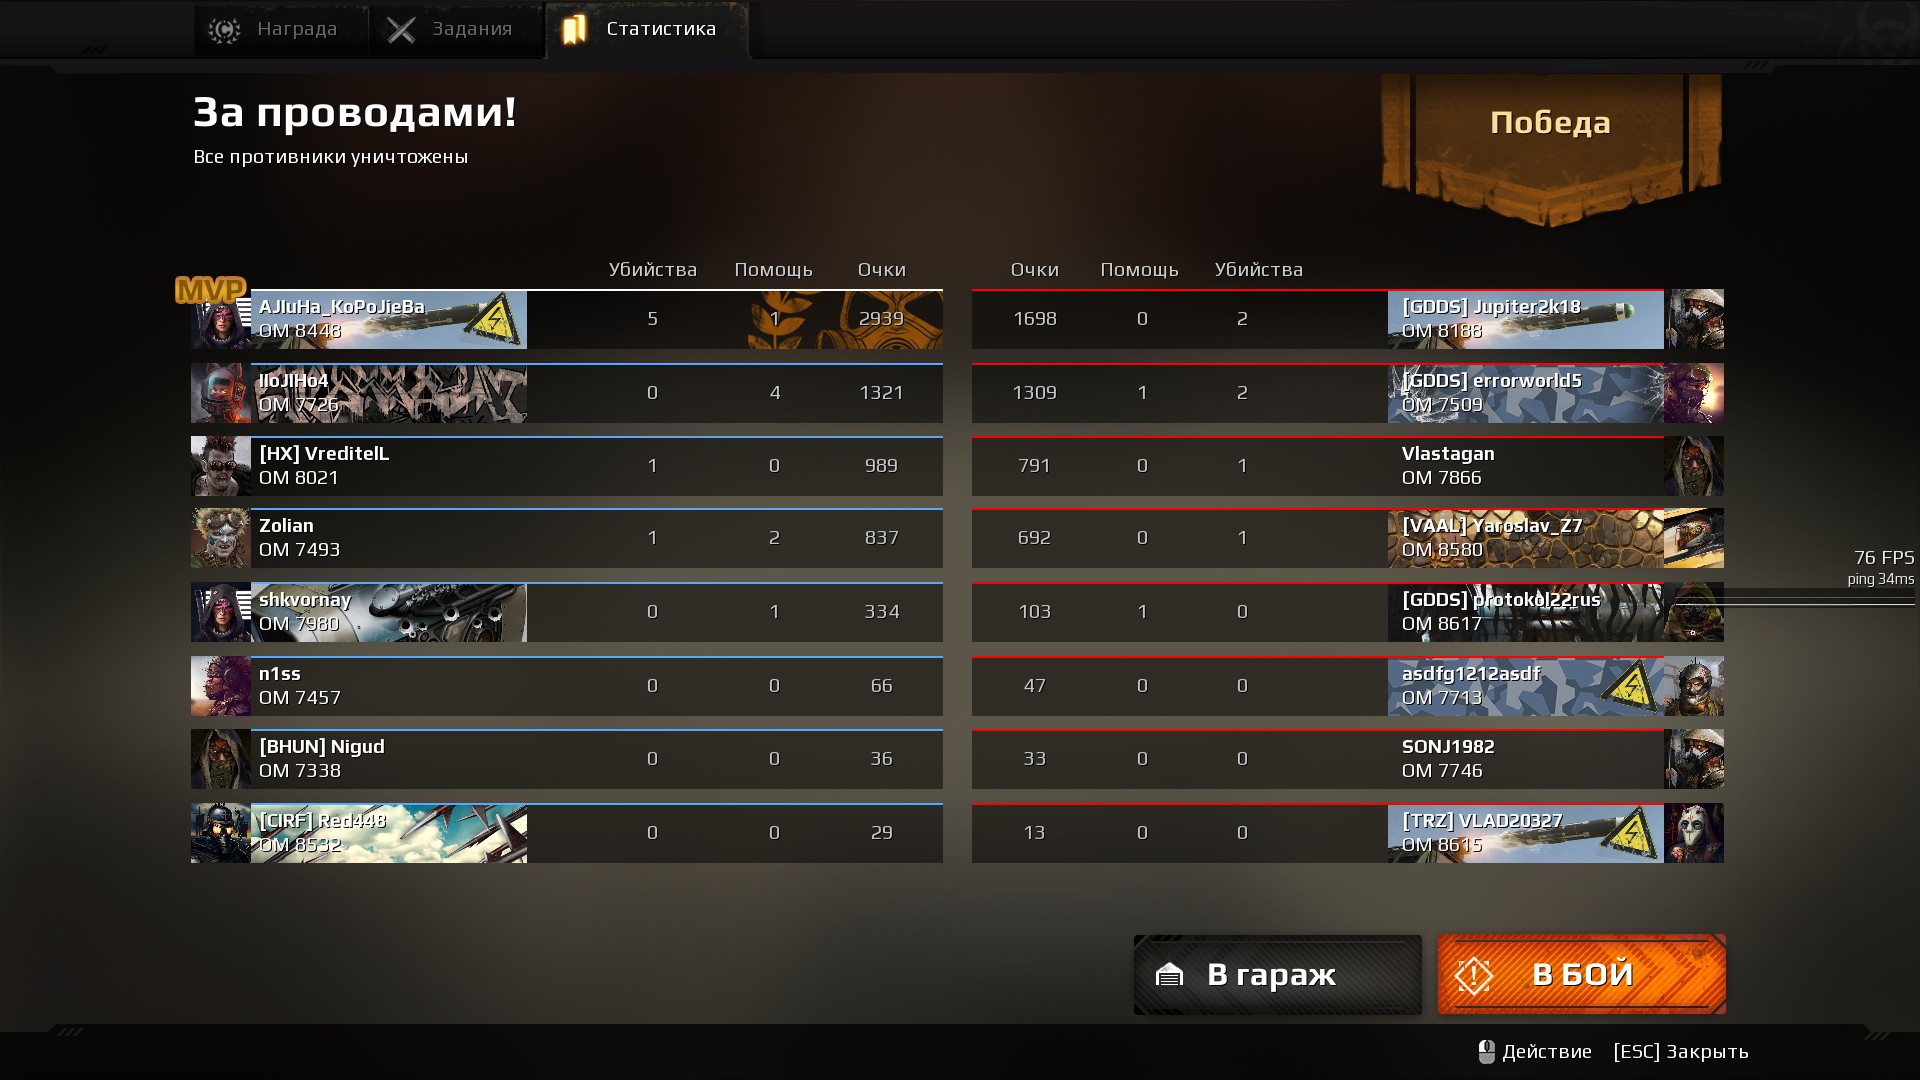 Награда Задания Статистика
За проводами!
Все противники уничтожены
Победа
Убийства Помощь Очки Очки Помощь Убийства
MVP
AJIuHa_KoPoJieBa
ОМ 8448
5 1 2939
1698 0 2
[GDDS] Jupiter2k18
ОМ 8188
IIoJIHo4
ОМ 7726
0 4 1321
1309 1 2
[GDDS] errorworld5
ОМ 7509
[HX] VreditelL
ОМ 8021
1 0 989
791 0 1
Vlastagan
ОМ 7866
Zolian
ОМ 7493
1 2 837
692 0 1
[VAAL] Yaroslav_Z7
ОМ 8580
76 FPS
ping 34ms
shkvornay
ОМ 7980
0 1 334
103 1 0
[GDDS] protokol22rus
ОМ 8617
n1ss
ОМ 7457
0 0 66
47 0 0
asdfg1212asdf
ОМ 7713
[BHUN] Nigud
ОМ 7338
0 0 36
33 0 0
SONJ1982
ОМ 7746
[CIRF] Red448
ОМ 8532
0 0 29
13 0 0
[TRZ] VLAD20327
ОМ 8615
В гараж
В БОЙ
Действие [ESC] Закрыть